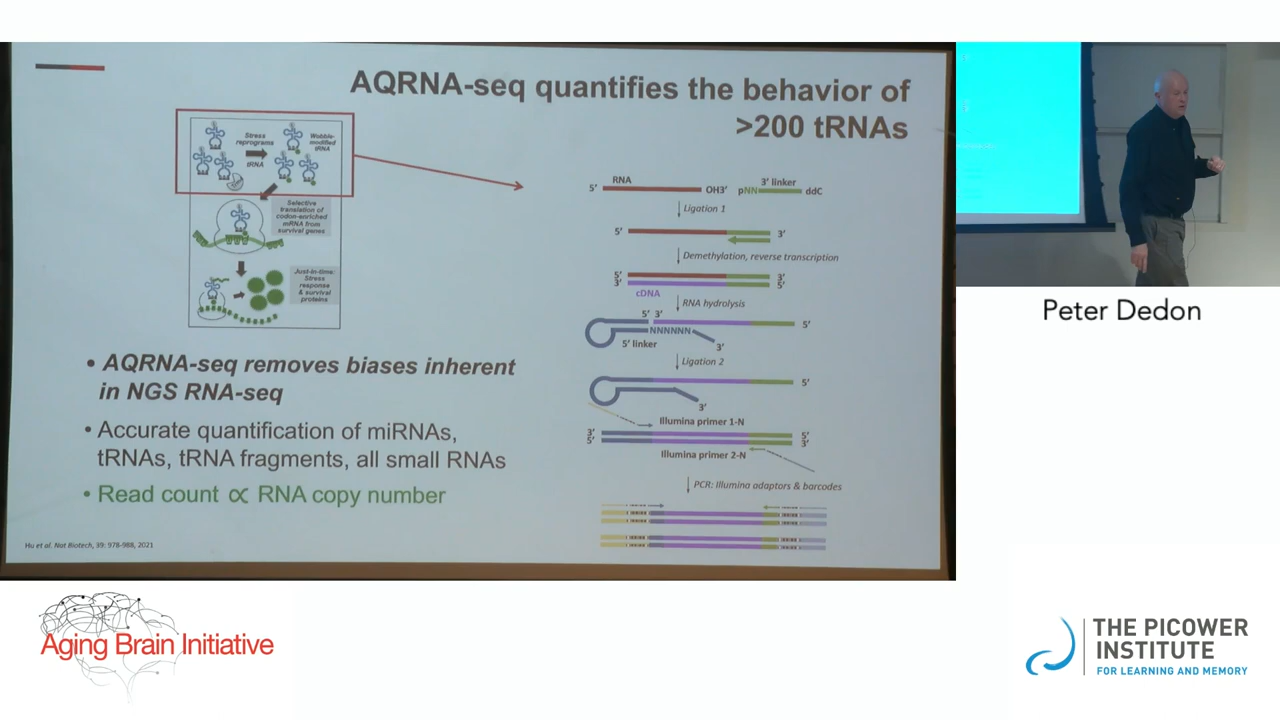 AQRNA-seq quantifies the behavior of
>200 tRNAs
Stress
reprograms
tRNA
Wobble-
modified
tRNA
Selective
translation of
codon-enriched
mRNA from
survival genes
Just-in-time:
Stress
response
& survival
proteins
• AQRNA-seq removes biases inherent
in NGS RNA-seq
• Accurate quantification of miRNAs,
tRNAs, tRNA fragments, all small RNAs
• Read count ∝ RNA copy number
Hu et al. Nat Biotech, 39: 978-988, 2021
5' RNA OH3' pNN 3' linker ddC
Ligation 1
5' 3'
Demethylation, reverse transcription
5' 3'
3' 5'
cDNA
RNA hydrolysis
5' 3' 5'
NNNNNN
5' linker 3'
Ligation 2
5'
3'
Illumina primer 1-N
3' 5'
5' 3'
Illumina primer 2-N
PCR: Illumina adaptors & barcodes
Peter Dedon
Aging Brain Initiative
THE PICOWER
INSTITUTE
FOR LEARNING AND MEMORY